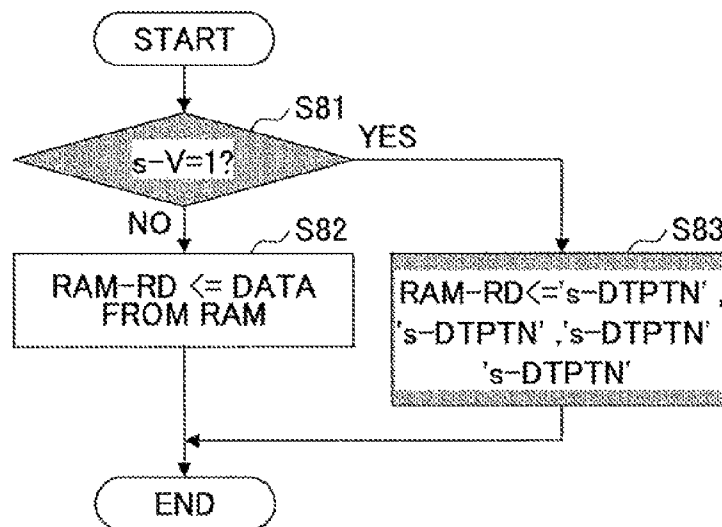 START
S81
s-V=1?
YES
NO
S82
RAM-RD <= DATA
FROM RAM
S83
RAM-RD<='s-DTPTN' ,
's-DTPTN' ,'s-DTPTN'
's-DTPTN'
END